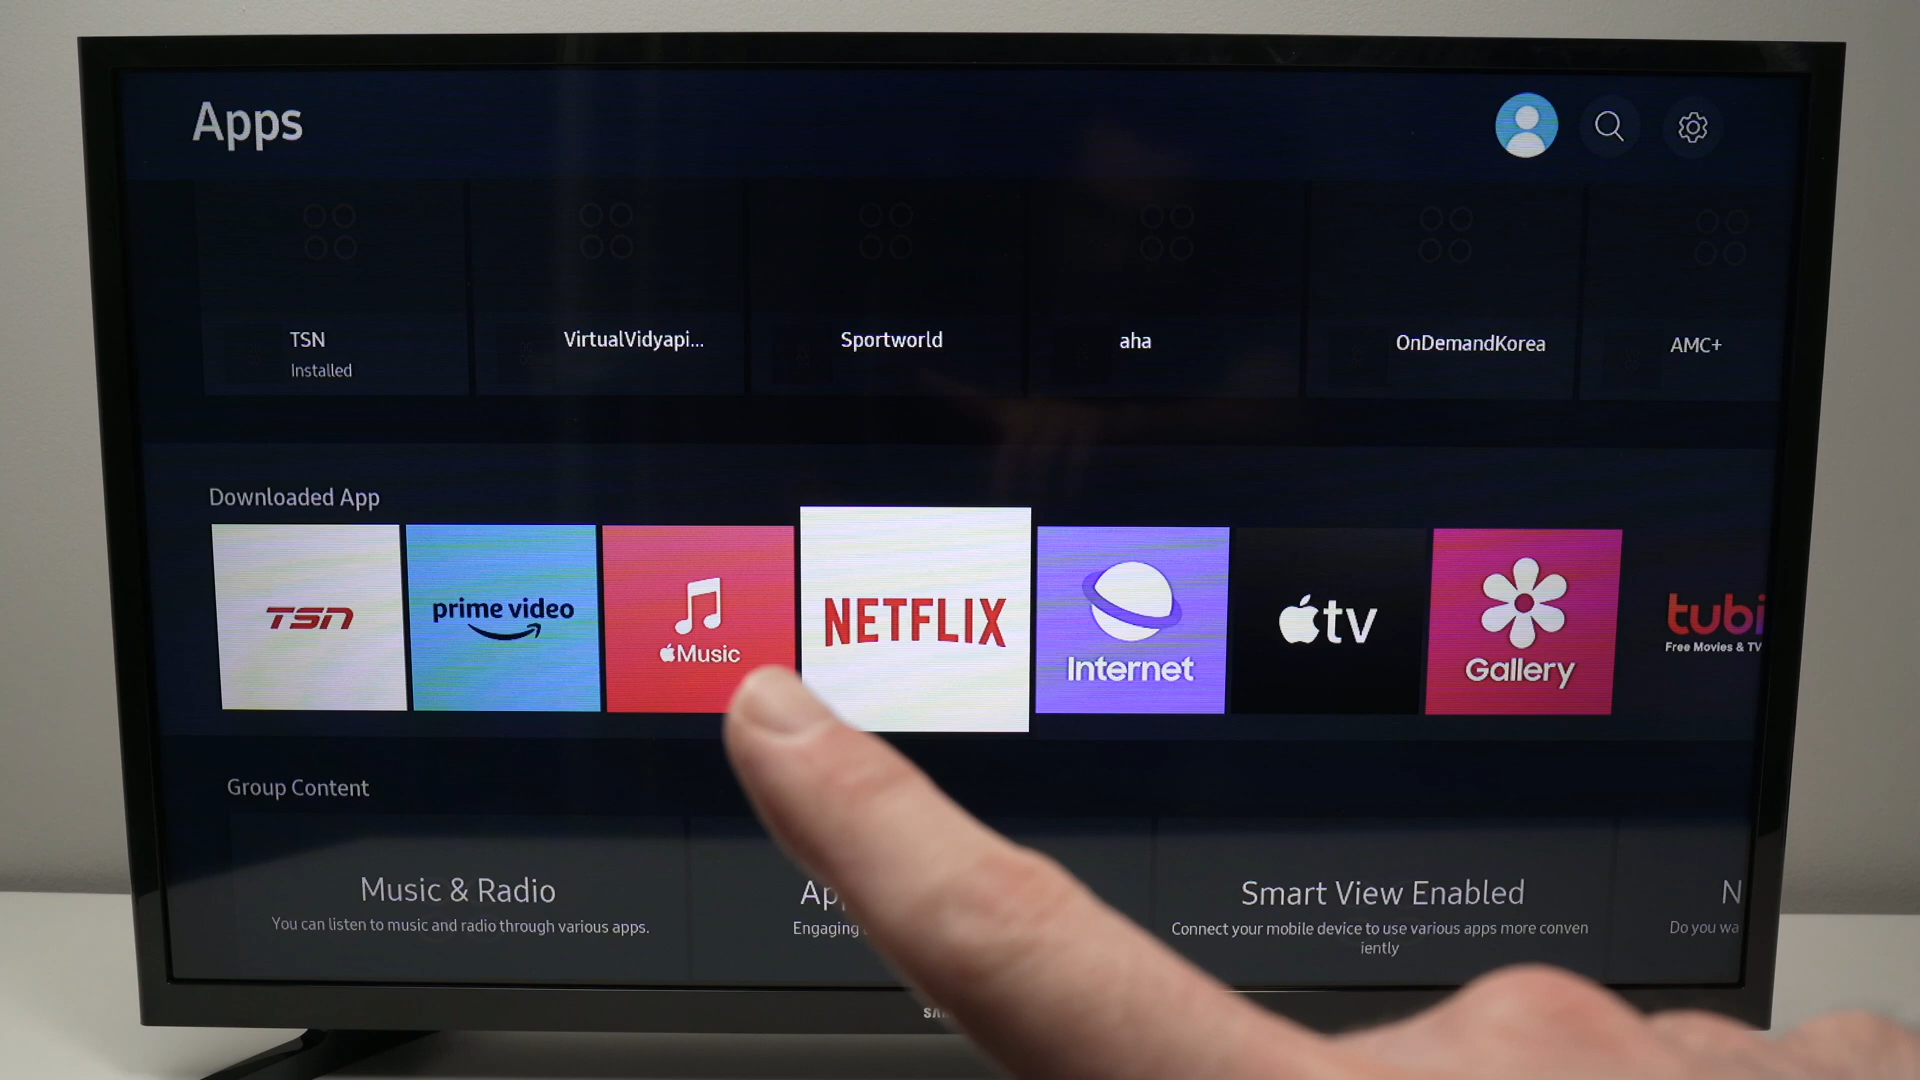 Apps
TSN
Installed
VirtualVidyapi...
Sportworld
aha
OnDemandKorea
AMC+
Downloaded App
TSN
prime video
Music
NETFLIX
Internet
tv
Gallery
tubi
Free Movies & TV
Group Content
Music & Radio
You can listen to music and radio through various apps.
Engaging
Smart View Enabled
Connect your mobile device to use various apps more conven
iently
N
Do you wa